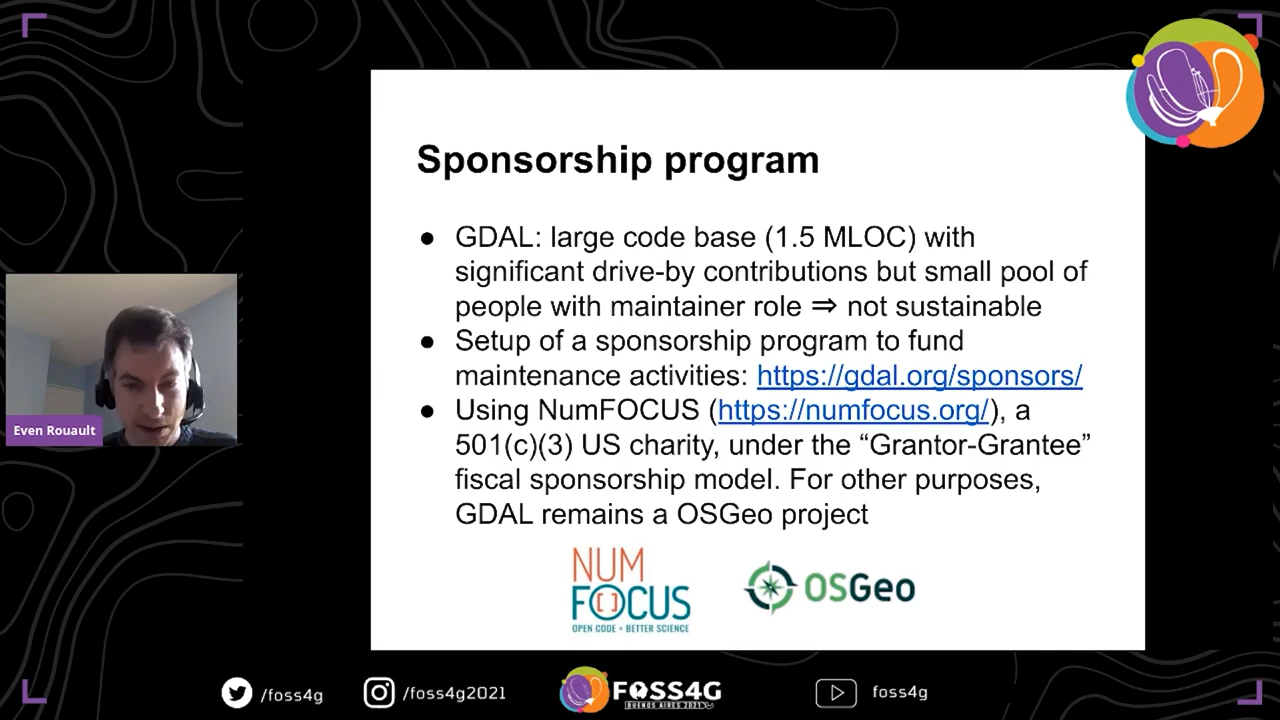 Sponsorship program
● GDAL: large code base (1.5 MLOC) with
significant drive-by contributions but small pool of
people with maintainer role ⇒ not sustainable
● Setup of a sponsorship program to fund
maintenance activities: https://gdal.org/sponsors/
● Using NumFOCUS (https://numfocus.org/), a
501(c)(3) US charity, under the “Grantor-Grantee”
fiscal sponsorship model. For other purposes,
GDAL remains a OSGeo project
Even Rouault
NUM
FOCUS
OPEN CODE = BETTER SCIENCE
OSGeo
/foss4g
/foss4g2021
FOSS4G
BUENOS AIRES 2021
foss4g